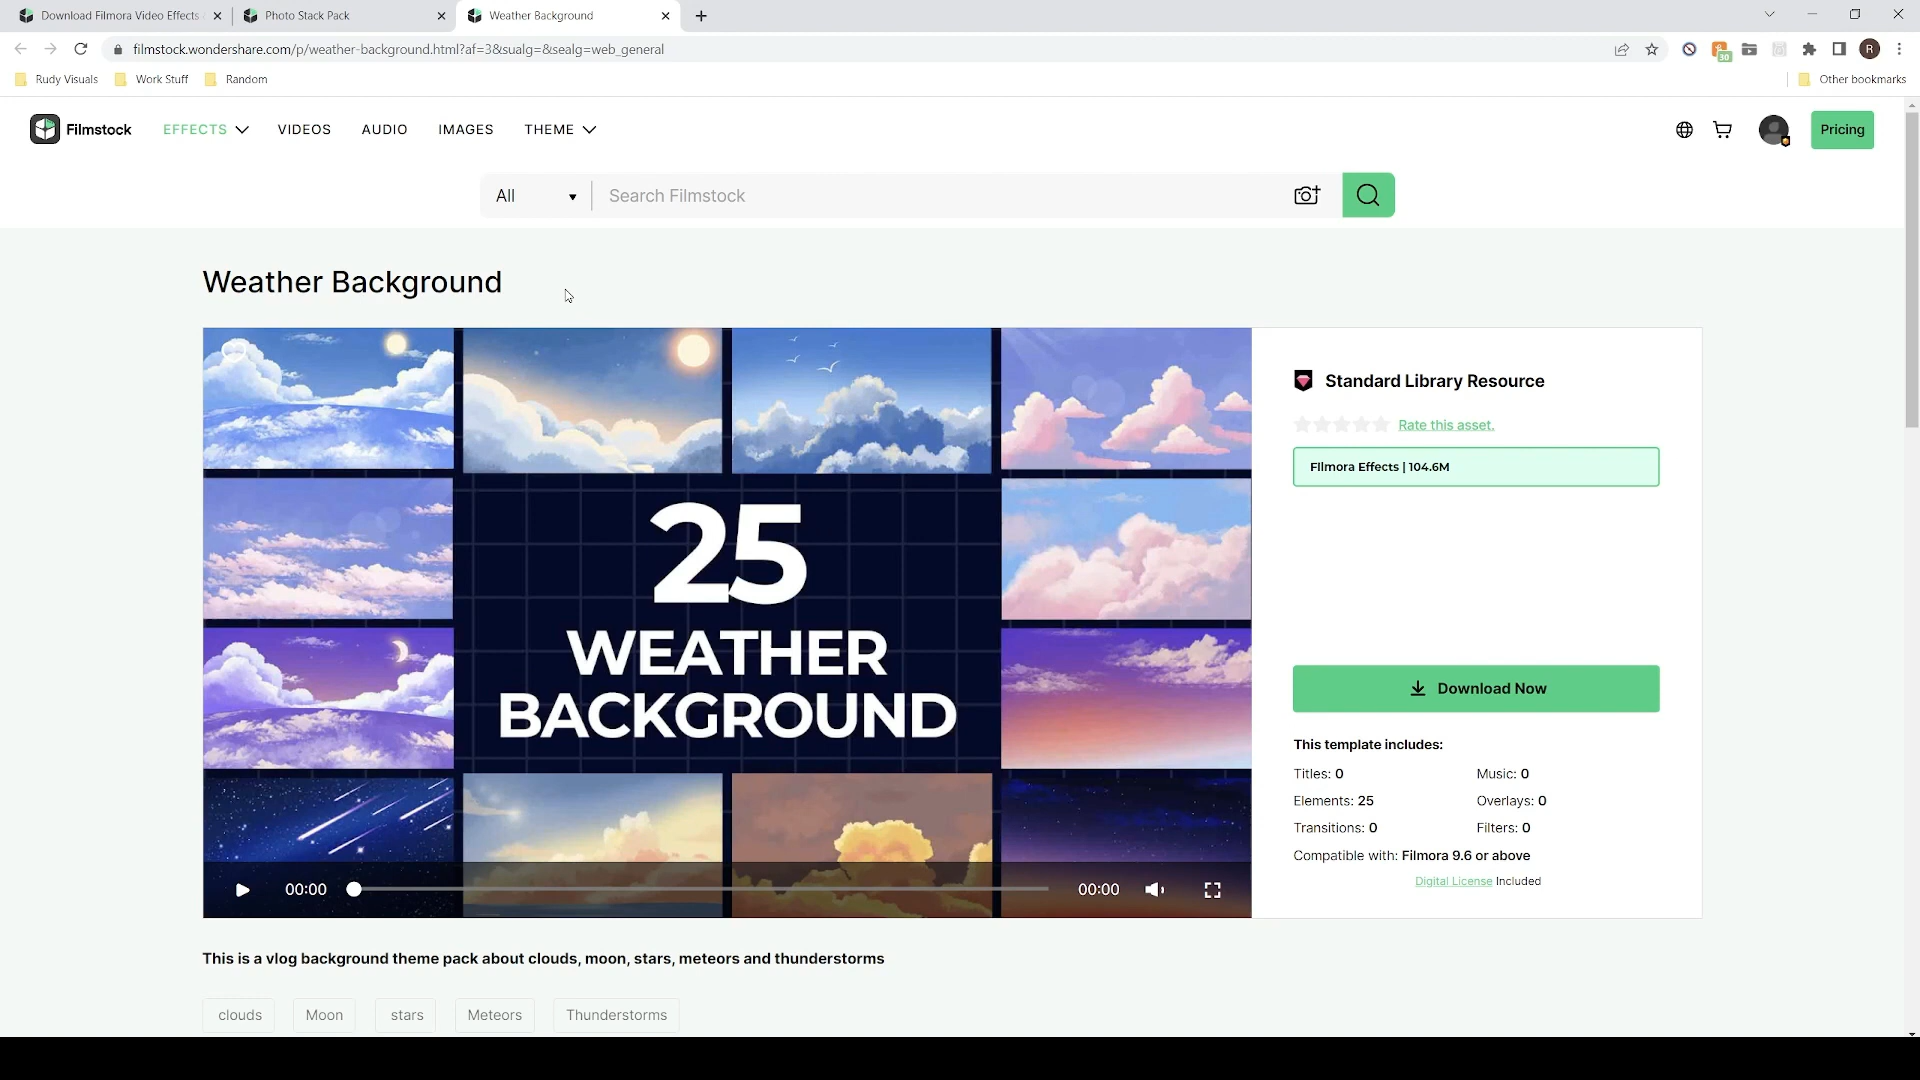 Download Filmora Video Effects
Photo Stack Pack
Weather Background
filmstock.wondershare.com/p/weather-background.html?af=3&sualg=&sealg=web_general
30
R
Rudy Visuals
Work Stuff
Random
Other bookmarks
Filmstock
EFFECTS
VIDEOS
AUDIO
IMAGES
THEME
Pricing
All
Search Filmstock
Weather Background
25
WEATHER
BACKGROUND
00:00
00:00
Standard Library Resource
Rate this asset.
Filmora Effects | 104.6M
Download Now
This template includes:
Titles: 0
Music: 0
Elements: 25
Overlays: 0
Transitions: 0
Filters: 0
Compatible with: Filmora 9.6 or above
Digital License Included
This is a vlog background theme pack about clouds, moon, stars, meteors and thunderstorms
clouds
Moon
stars
Meteors
Thunderstorms